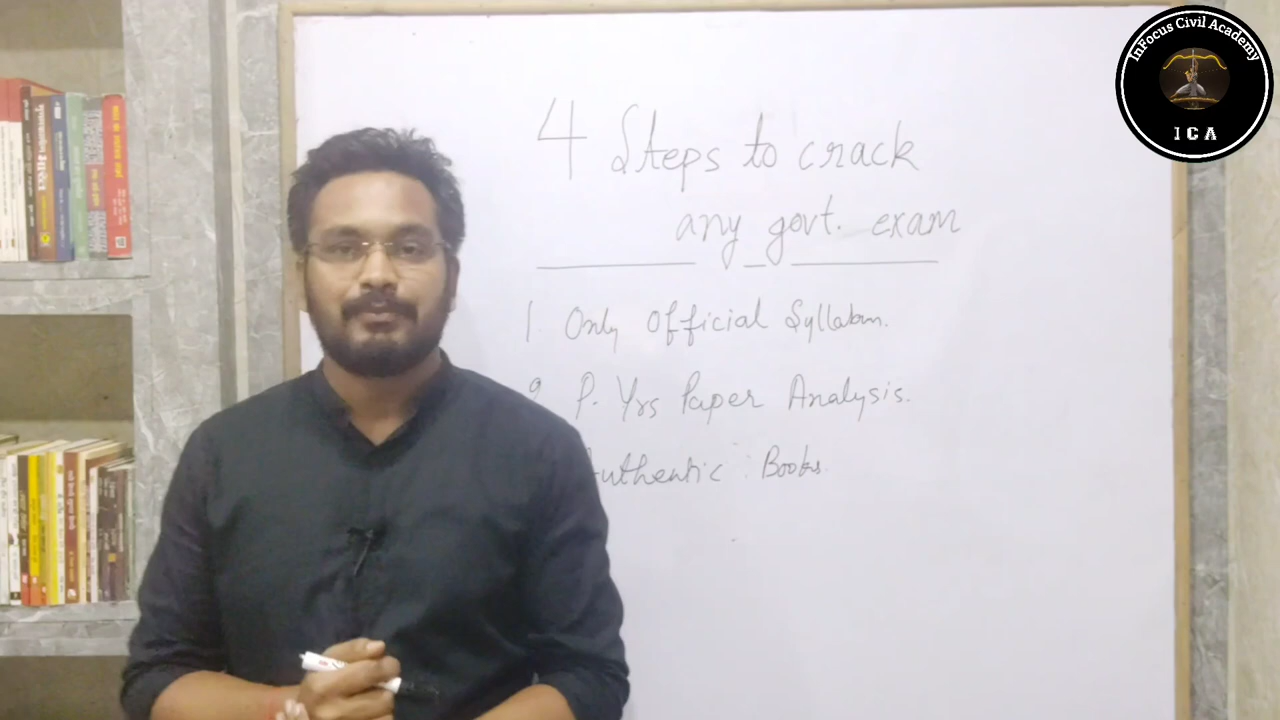 InFocus Civil Academy
ICA
4 Steps to crack
any govt. exam
1. Only Official Syllabus.
2 P. Yrs Paper Analysis.
Authentic : Books.